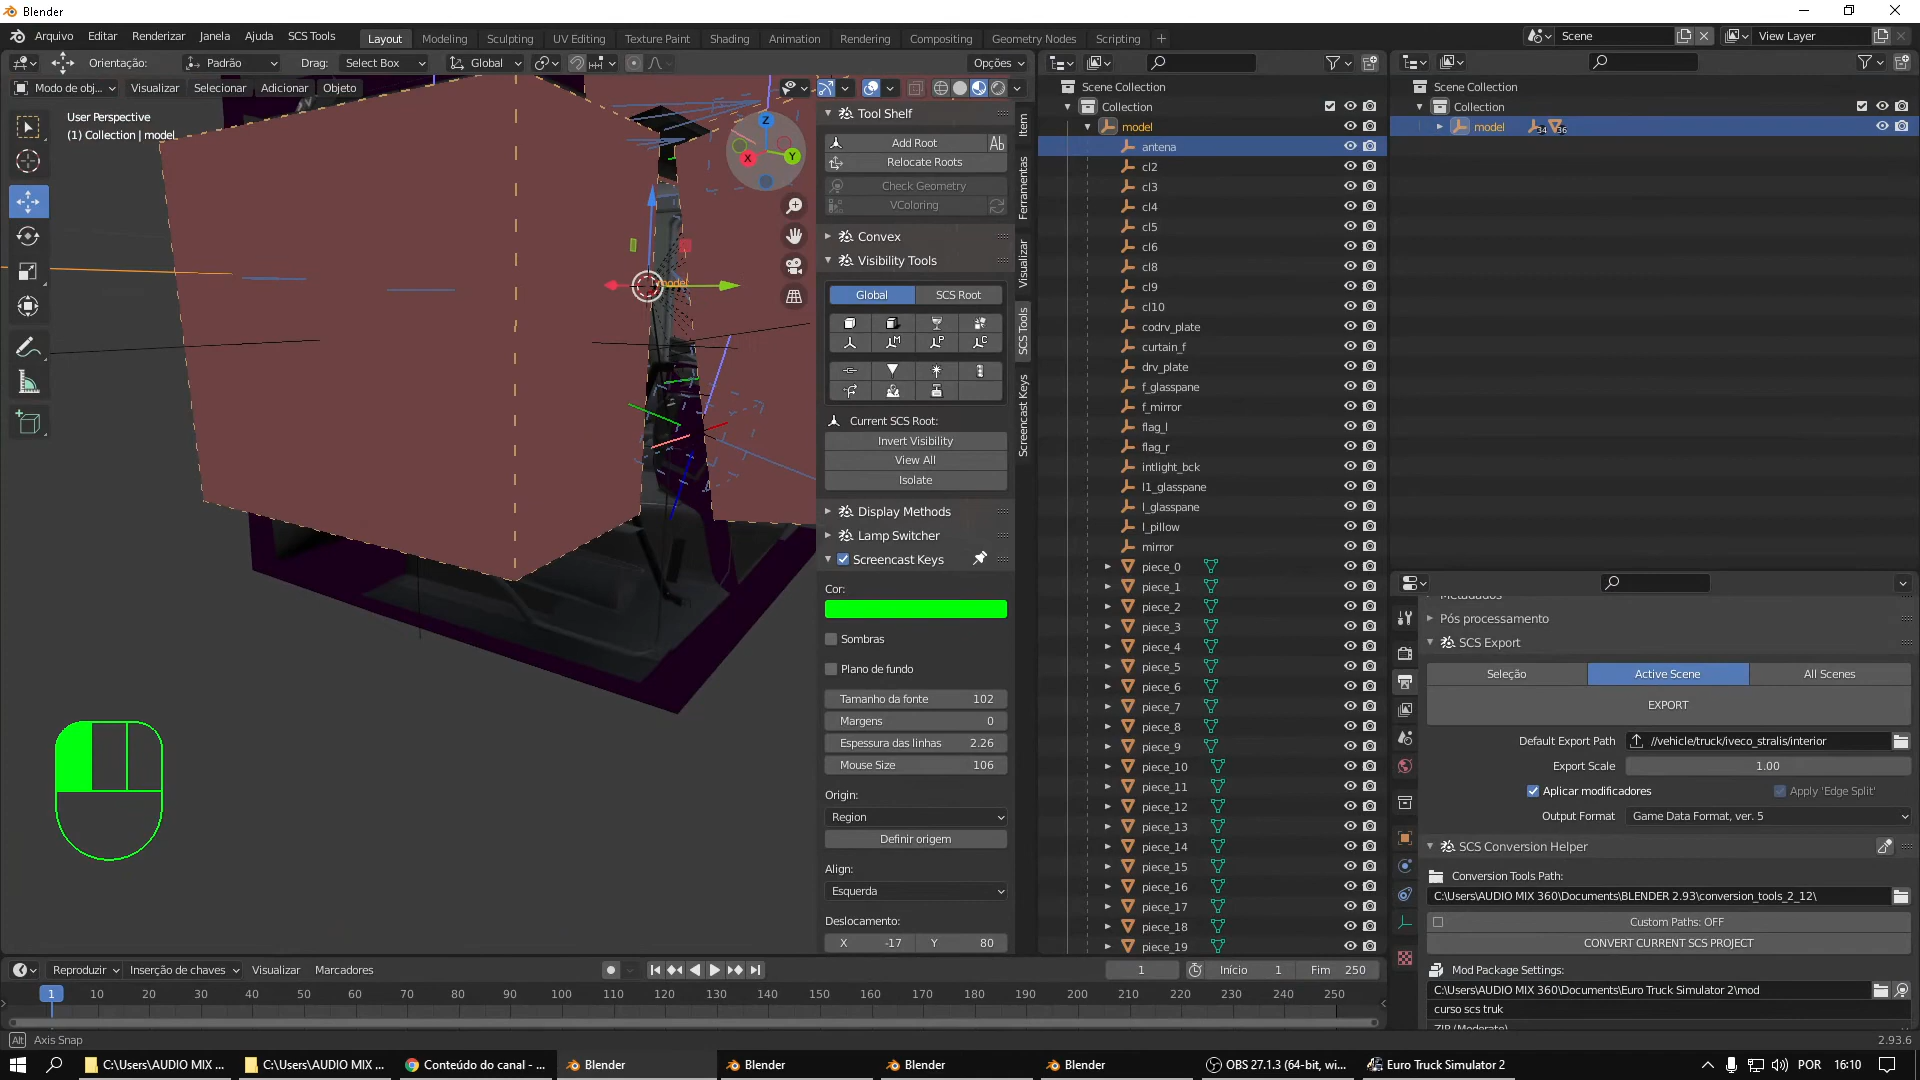 Blender
Arquivo Editar Renderizar Janela Ajuda SCS Tools Layout Modeling Sculpting UV Editing Texture Paint Shading Animation Rendering Compositing Geometry Nodes Scripting + Scene View Layer
Orientação: Padrão Drag: Select Box Global Opções
Modo de obj... Visualizar Selecionar Adicionar Objeto
User Perspective
(1) Collection | model
model
Z
X
Y
Tool Shelf
Add Root
Relocate Roots
Check Geometry
VColoring
Convex
Visibility Tools
Global SCS Root
Current SCS Root:
Invert Visibility
View All
Isolate
Display Methods
Lamp Switcher
Screencast Keys
Cor:
Sombras
Plano de fundo
Tamanho da fonte 102
Margens 0
Espessura das linhas 2.26
Mouse Size 106
Origin:
Region
Definir origem
Align:
Esquerda
Deslocamento:
X -17 Y 80
Item
Ferramentas
Visualizar
SCS Tools
Screencast Keys
Scene Collection
Collection
model
antena
cl2
cl3
cl4
cl5
cl6
cl8
cl9
cl10
codrv_plate
curtain_f
drv_plate
f_glasspane
f_mirror
flag_l
flag_r
intlight_bck
l1_glasspane
l_glasspane
l_pillow
mirror
piece_0
piece_1
piece_2
piece_3
piece_4
piece_5
piece_6
piece_7
piece_8
piece_9
piece_10
piece_11
piece_12
piece_13
piece_14
piece_15
piece_16
piece_17
piece_18
piece_19
Scene Collection
Collection
model 34 36
Metadados
Pós processamento
SCS Export
Seleção Active Scene All Scenes
EXPORT
Default Export Path //vehicle/truck/iveco_stralis/interior
Export Scale 1.00
Aplicar modificadores Apply 'Edge Split'
Output Format Game Data Format, ver. 5
SCS Conversion Helper
Conversion Tools Path:
C:\Users\AUDIO MIX 360\Documents\BLENDER 2.93\conversion_tools_2_12\
Custom Paths: OFF
CONVERT CURRENT SCS PROJECT
Mod Package Settings:
C:\Users\AUDIO MIX 360\Documents\Euro Truck Simulator 2\mod
curso scs truk
ZIP (Moderate)
Reproduzir Inserção de chaves Visualizar Marcadores 1 Início 1 Fim 250
1 10 20 30 40 50 60 70 80 90 100 110 120 130 140 150 160 170 180 190 200 210 220 230 240 250
Alt Axis Snap 2.93.6
C:\Users\AUDIO MIX ... C:\Users\AUDIO MIX ... Conteúdo do canal - ... Blender Blender Blender Blender OBS 27.1.3 (64-bit, wi... Euro Truck Simulator 2 POR 16:10